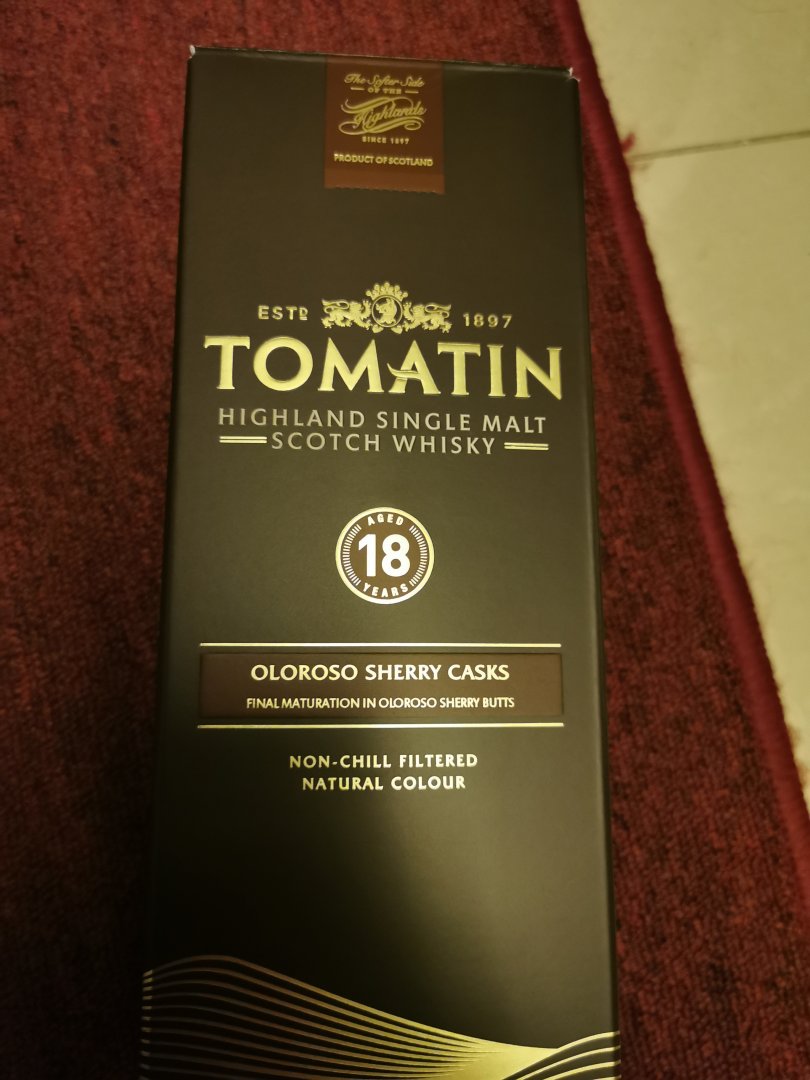 The Softer Side
OF THE
Highlands
SINCE 1897
PRODUCT OF SCOTLAND
ESTD 1897
TOMATIN
HIGHLAND SINGLE MALT
SCOTCH WHISKY
AGED
18
YEARS
OLOROSO SHERRY CASKS
FINAL MATURATION IN OLOROSO SHERRY BUTTS
NON-CHILL FILTERED
NATURAL COLOUR